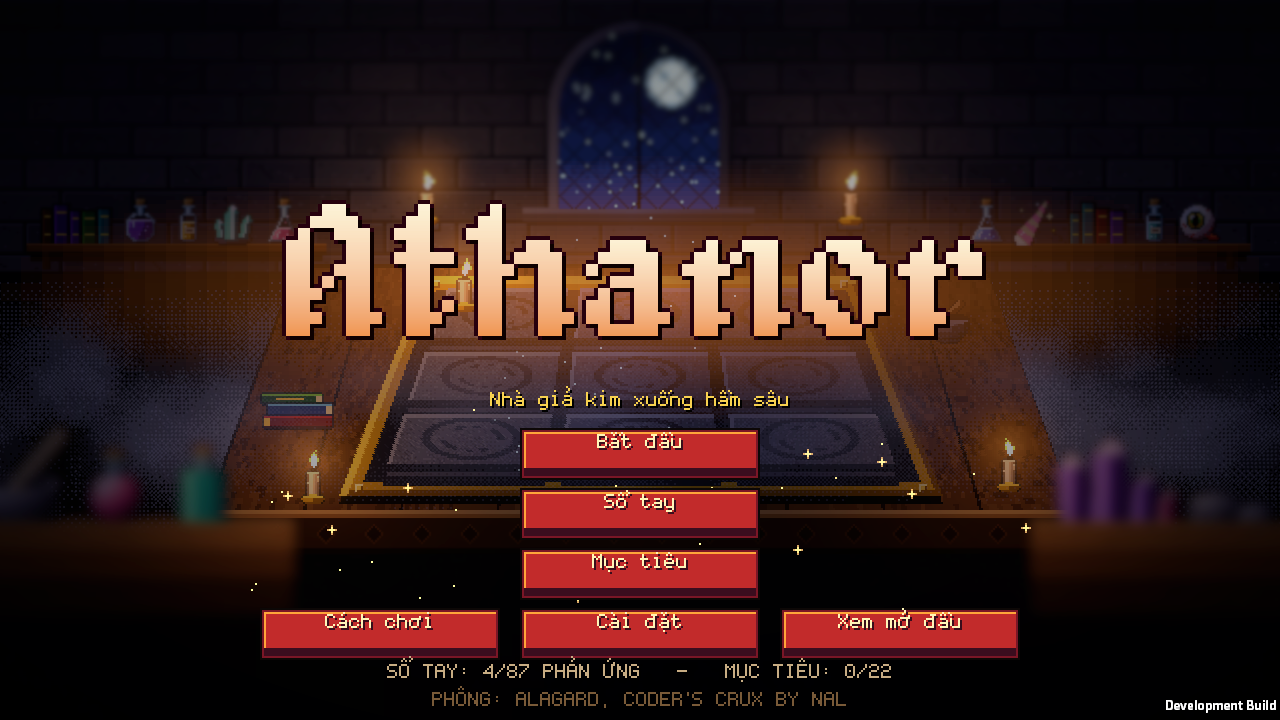 Athanor
Nhà giả kim xuống hầm sâu
Bắt đầu
Sổ tay
Mục tiêu
Cách chơi
Cài đặt
Xem mở đầu
SỔ TAY: 4/87 PHẢN ỨNG — MỤC TIÊU: 0/22
PHÔNG: ALAGARD, CODER'S CRUX BY NAL
Development Build